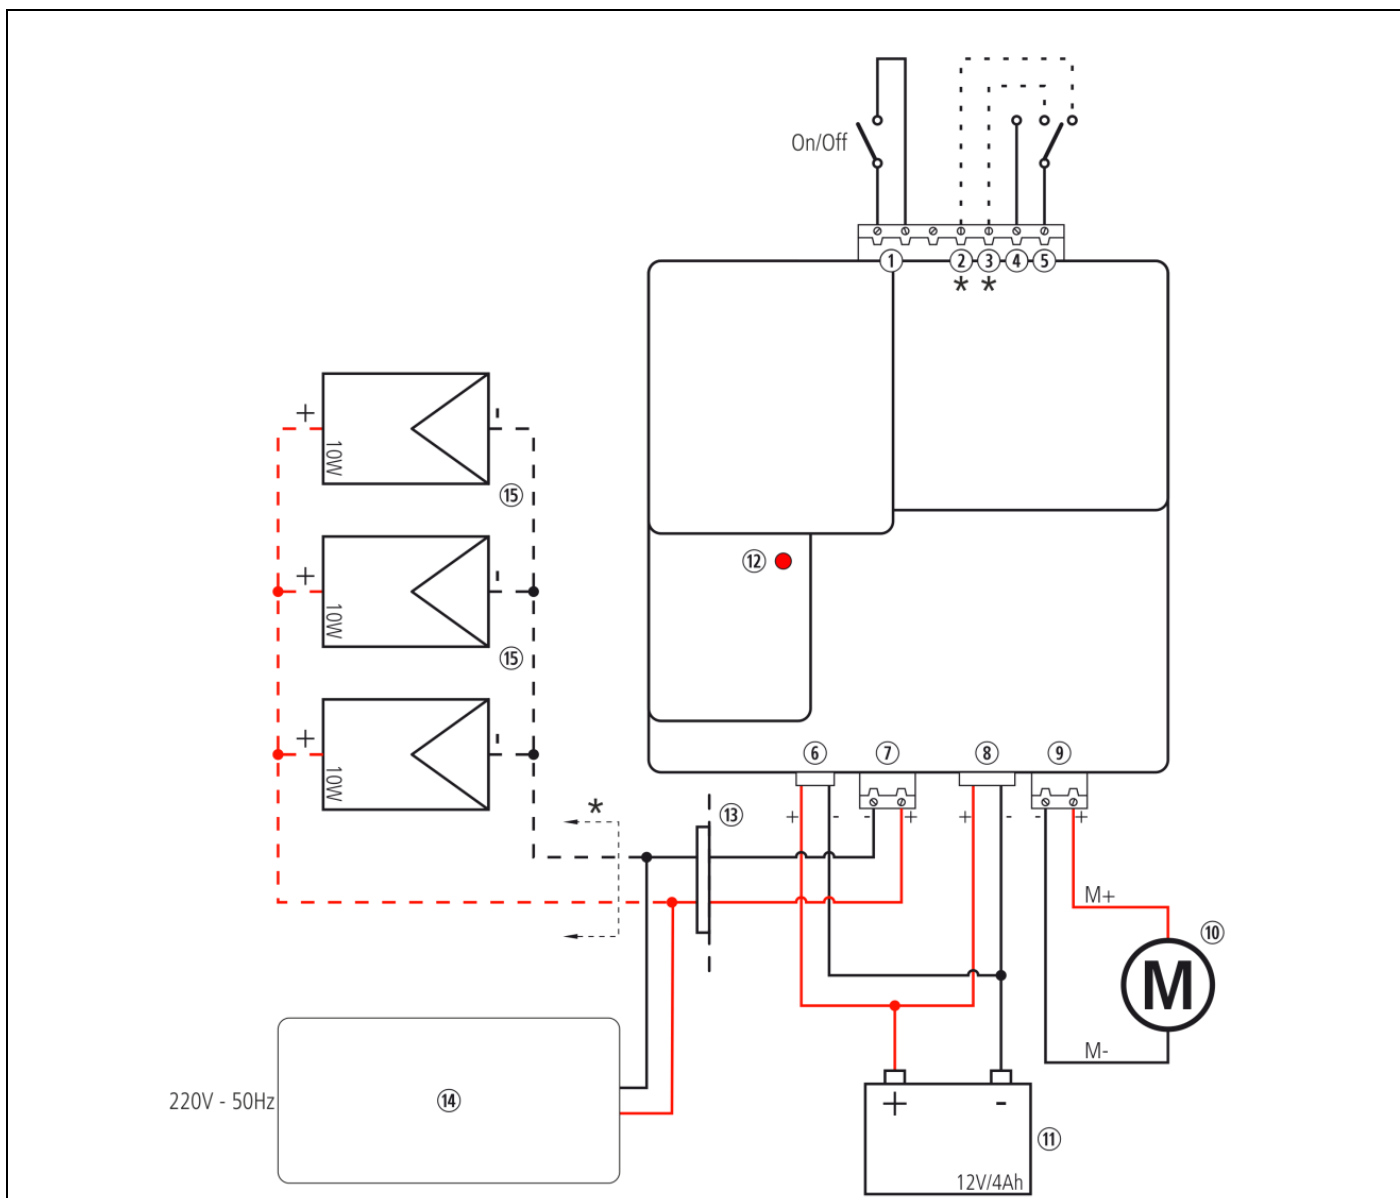 On/Off
① ② ③ ④ ⑤
* *
+ -
10W
⑮
+ -
10W
⑮
+ -
10W
⑫
⑥ ⑦ ⑧ ⑨
+ - - + + - - +
*
⑬
M+
⑩
M
M-
220V - 50Hz
⑭
+ -
⑪
12V/4Ah